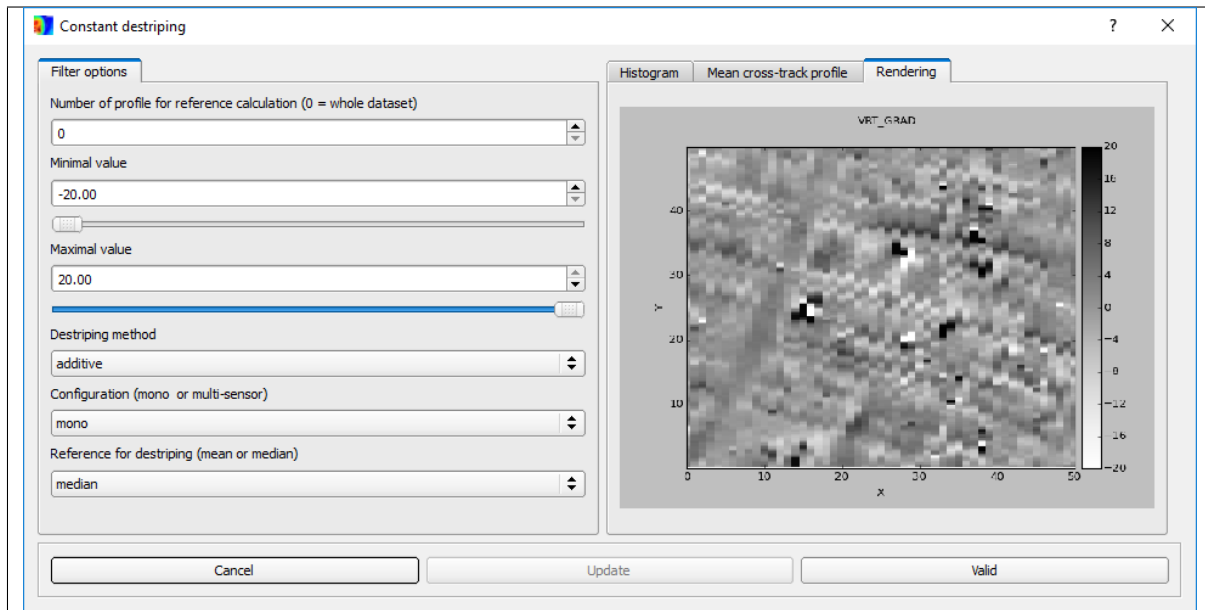 Constant destriping
?
Filter options
Number of profile for reference calculation (0 = whole dataset)
0
Minimal value
-20.00
Maximal value
20.00
Destriping method
additive
Configuration (mono or multi-sensor)
mono
Reference for destriping (mean or median)
median
Histogram
Mean cross-track profile
Rendering
VRT_GRAD
40
30
20
10
Y
0
10
20
30
40
50
X
20
16
12
8
4
0
−4
−8
−12
−16
−20
Cancel
Update
Valid